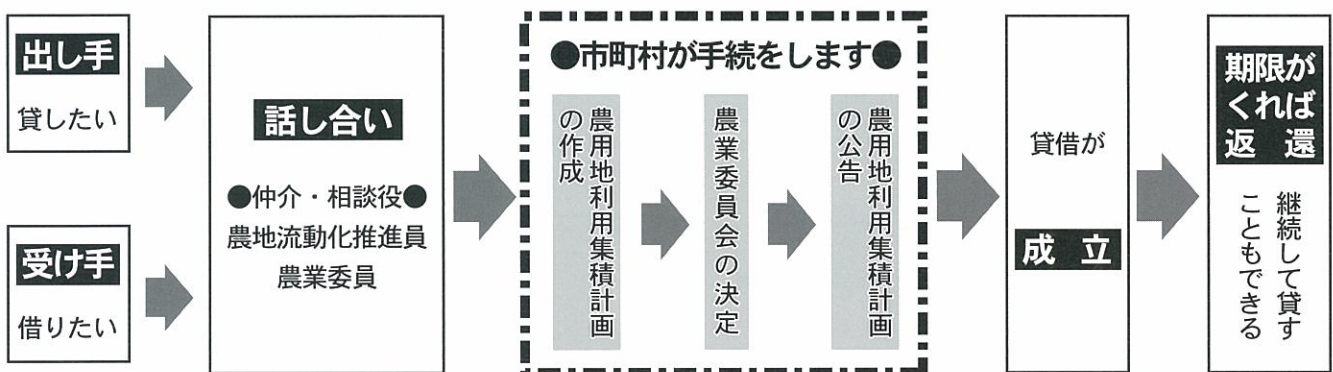 出し手
貸したい
受け手
借りたい
話し合い
●仲介・相談役●
農地流動化推進員
農業委員
●市町村が手続をします●
農用地利用集積計画
の作成
農業委員会の決定
農用地利用集積計画
の公告
貸借が
成立
期限が
くれば
返還
継続して貸す
こともできる